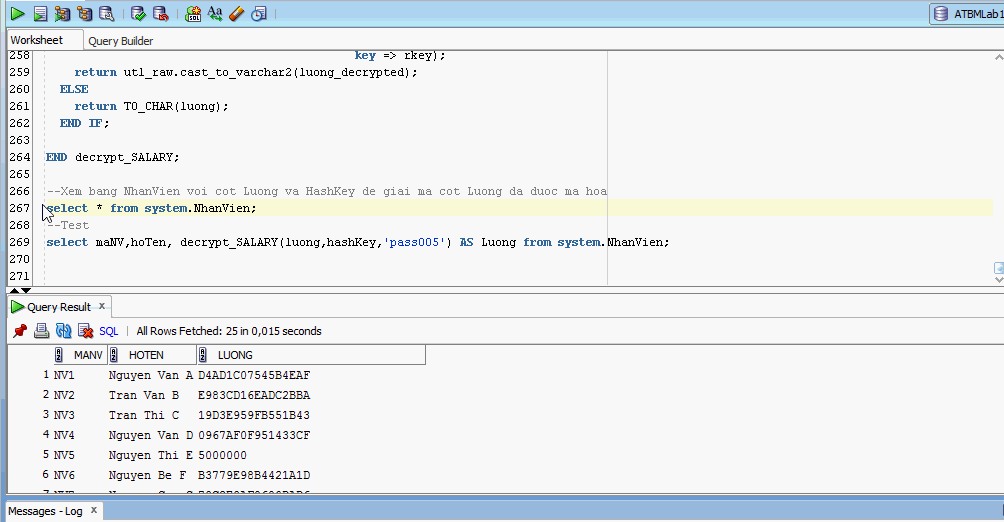 ATBMLab1
Worksheet Query Builder
258 key => rkey);
259 return utl_raw.cast_to_varchar2(luong_decrypted);
260 ELSE
261 return TO_CHAR(luong);
262 END IF;
263
264 END decrypt_SALARY;
265
266 --Xem bang NhanVien voi cot Luong va HashKey de giai ma cot Luong da duoc ma hoa
267 select * from system.NhanVien;
268 --Test
269 select maNV,hoTen, decrypt_SALARY(luong,hashKey,'pass005') AS Luong from system.NhanVien;
270
271
Query Result x
SQL | All Rows Fetched: 25 in 0,015 seconds
MANV HOTEN LUONG
1 NV1 Nguyen Van A D4AD1C07545B4EAF
2 NV2 Tran Van B E983CD16EADC2BBA
3 NV3 Tran Thi C 19D3E959FB551B43
4 NV4 Nguyen Van D 0967AF0F951433CF
5 NV5 Nguyen Thi E 5000000
6 NV6 Nguyen Be F B3779E98B4421A1D
Messages - Log x